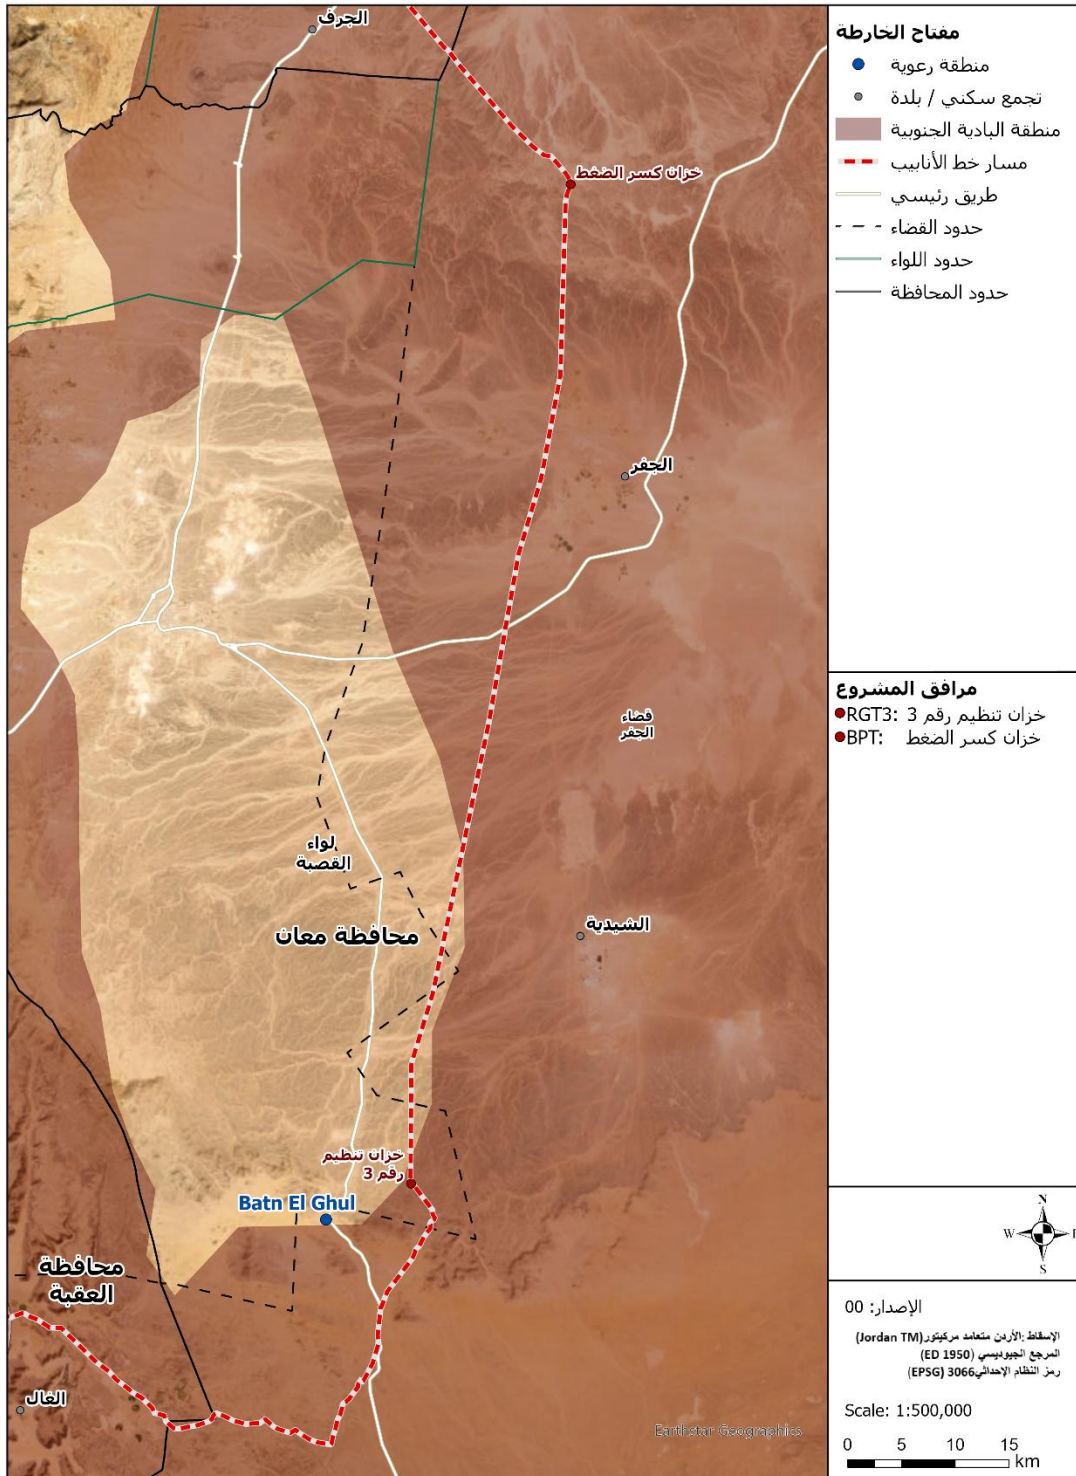 الجرف
خزان كسر الضغط
الجفر
قضاء
الجفر
لواء
القصبة
محافظة معان
الشيدية
خزان تنظيم
رقم 3
Batn El Ghul
محافظة
العقبة
الغال
Earthstar Geographics
مفتاح الخارطة
منطقة رعوية
تجمع سكني / بلدة
منطقة البادية الجنوبية
مسار خط الأنابيب
طريق رئيسي
حدود القضاء
حدود اللواء
حدود المحافظة
مرافق المشروع
RGT3: خزان تنظيم رقم 3
BPT: خزان كسر الضغط
N
W E
S
الإصدار: 00
الإسقاط :الأردن متعامد مركيتور(Jordan TM)
المرجع الجيوديسي (ED 1950)
رمز النظام الإحداثي3066 (EPSG)
Scale: 1:500,000
0 5 10 15
km